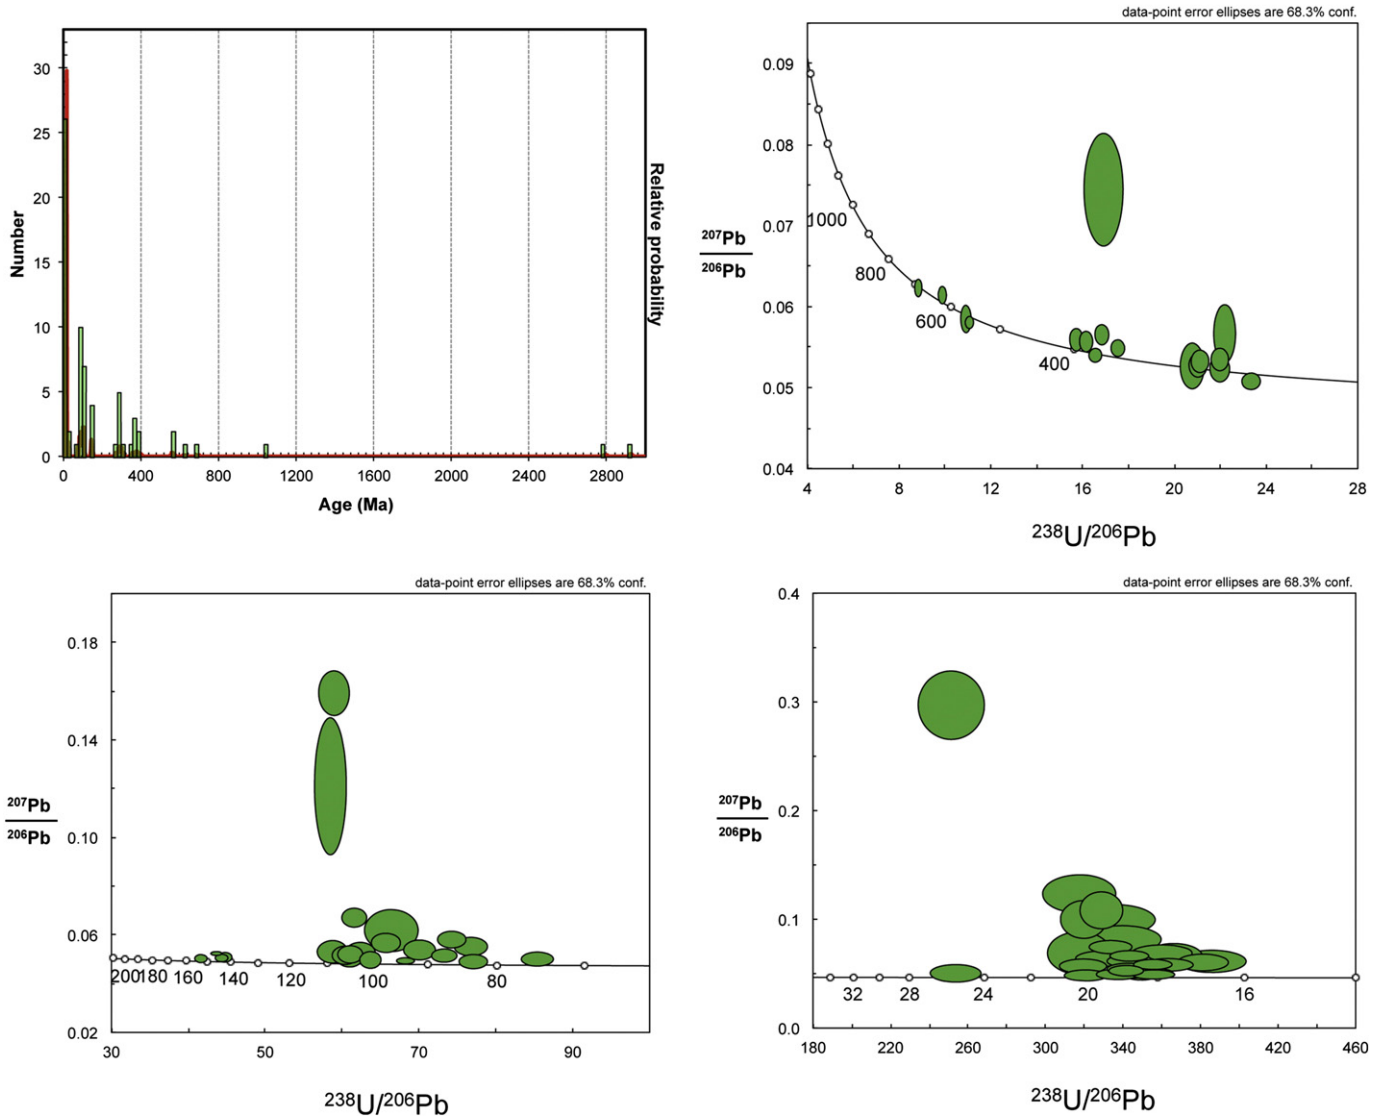 30
25
20
15
10
5
0
Number
Relative probability
0 400 800 1200 1600 2000 2400 2800
Age (Ma)
data-point error ellipses are 68.3% conf.
0.09
0.08
0.07
0.06
0.05
0.04
207Pb
206Pb
1000
800
600
400
4 8 12 16 20 24 28
238U/206Pb
data-point error ellipses are 68.3% conf.
0.18
0.14
0.10
0.06
0.02
207Pb
206Pb
200 180 160 140 120 100 80
30 50 70 90
238U/206Pb
data-point error ellipses are 68.3% conf.
0.4
0.3
0.2
0.1
0.0
207Pb
206Pb
32 28 24 20 16
180 220 260 300 340 380 420 460
238U/206Pb